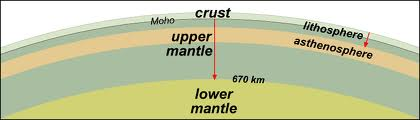 crust
Moho
lithosphere
upper
mantle
asthenosphere
670 km
lower
mantle